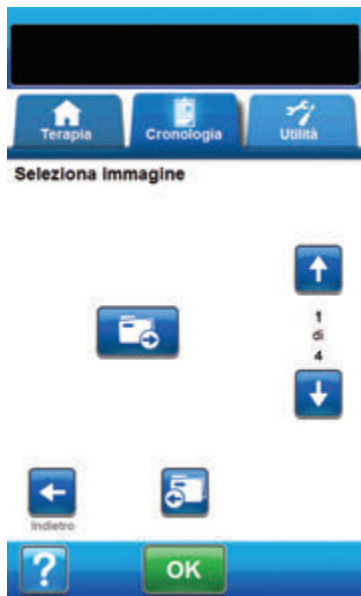 Terapia Cronologia Utilità
Seleziona immagine
1
di
4
Indietro
? OK